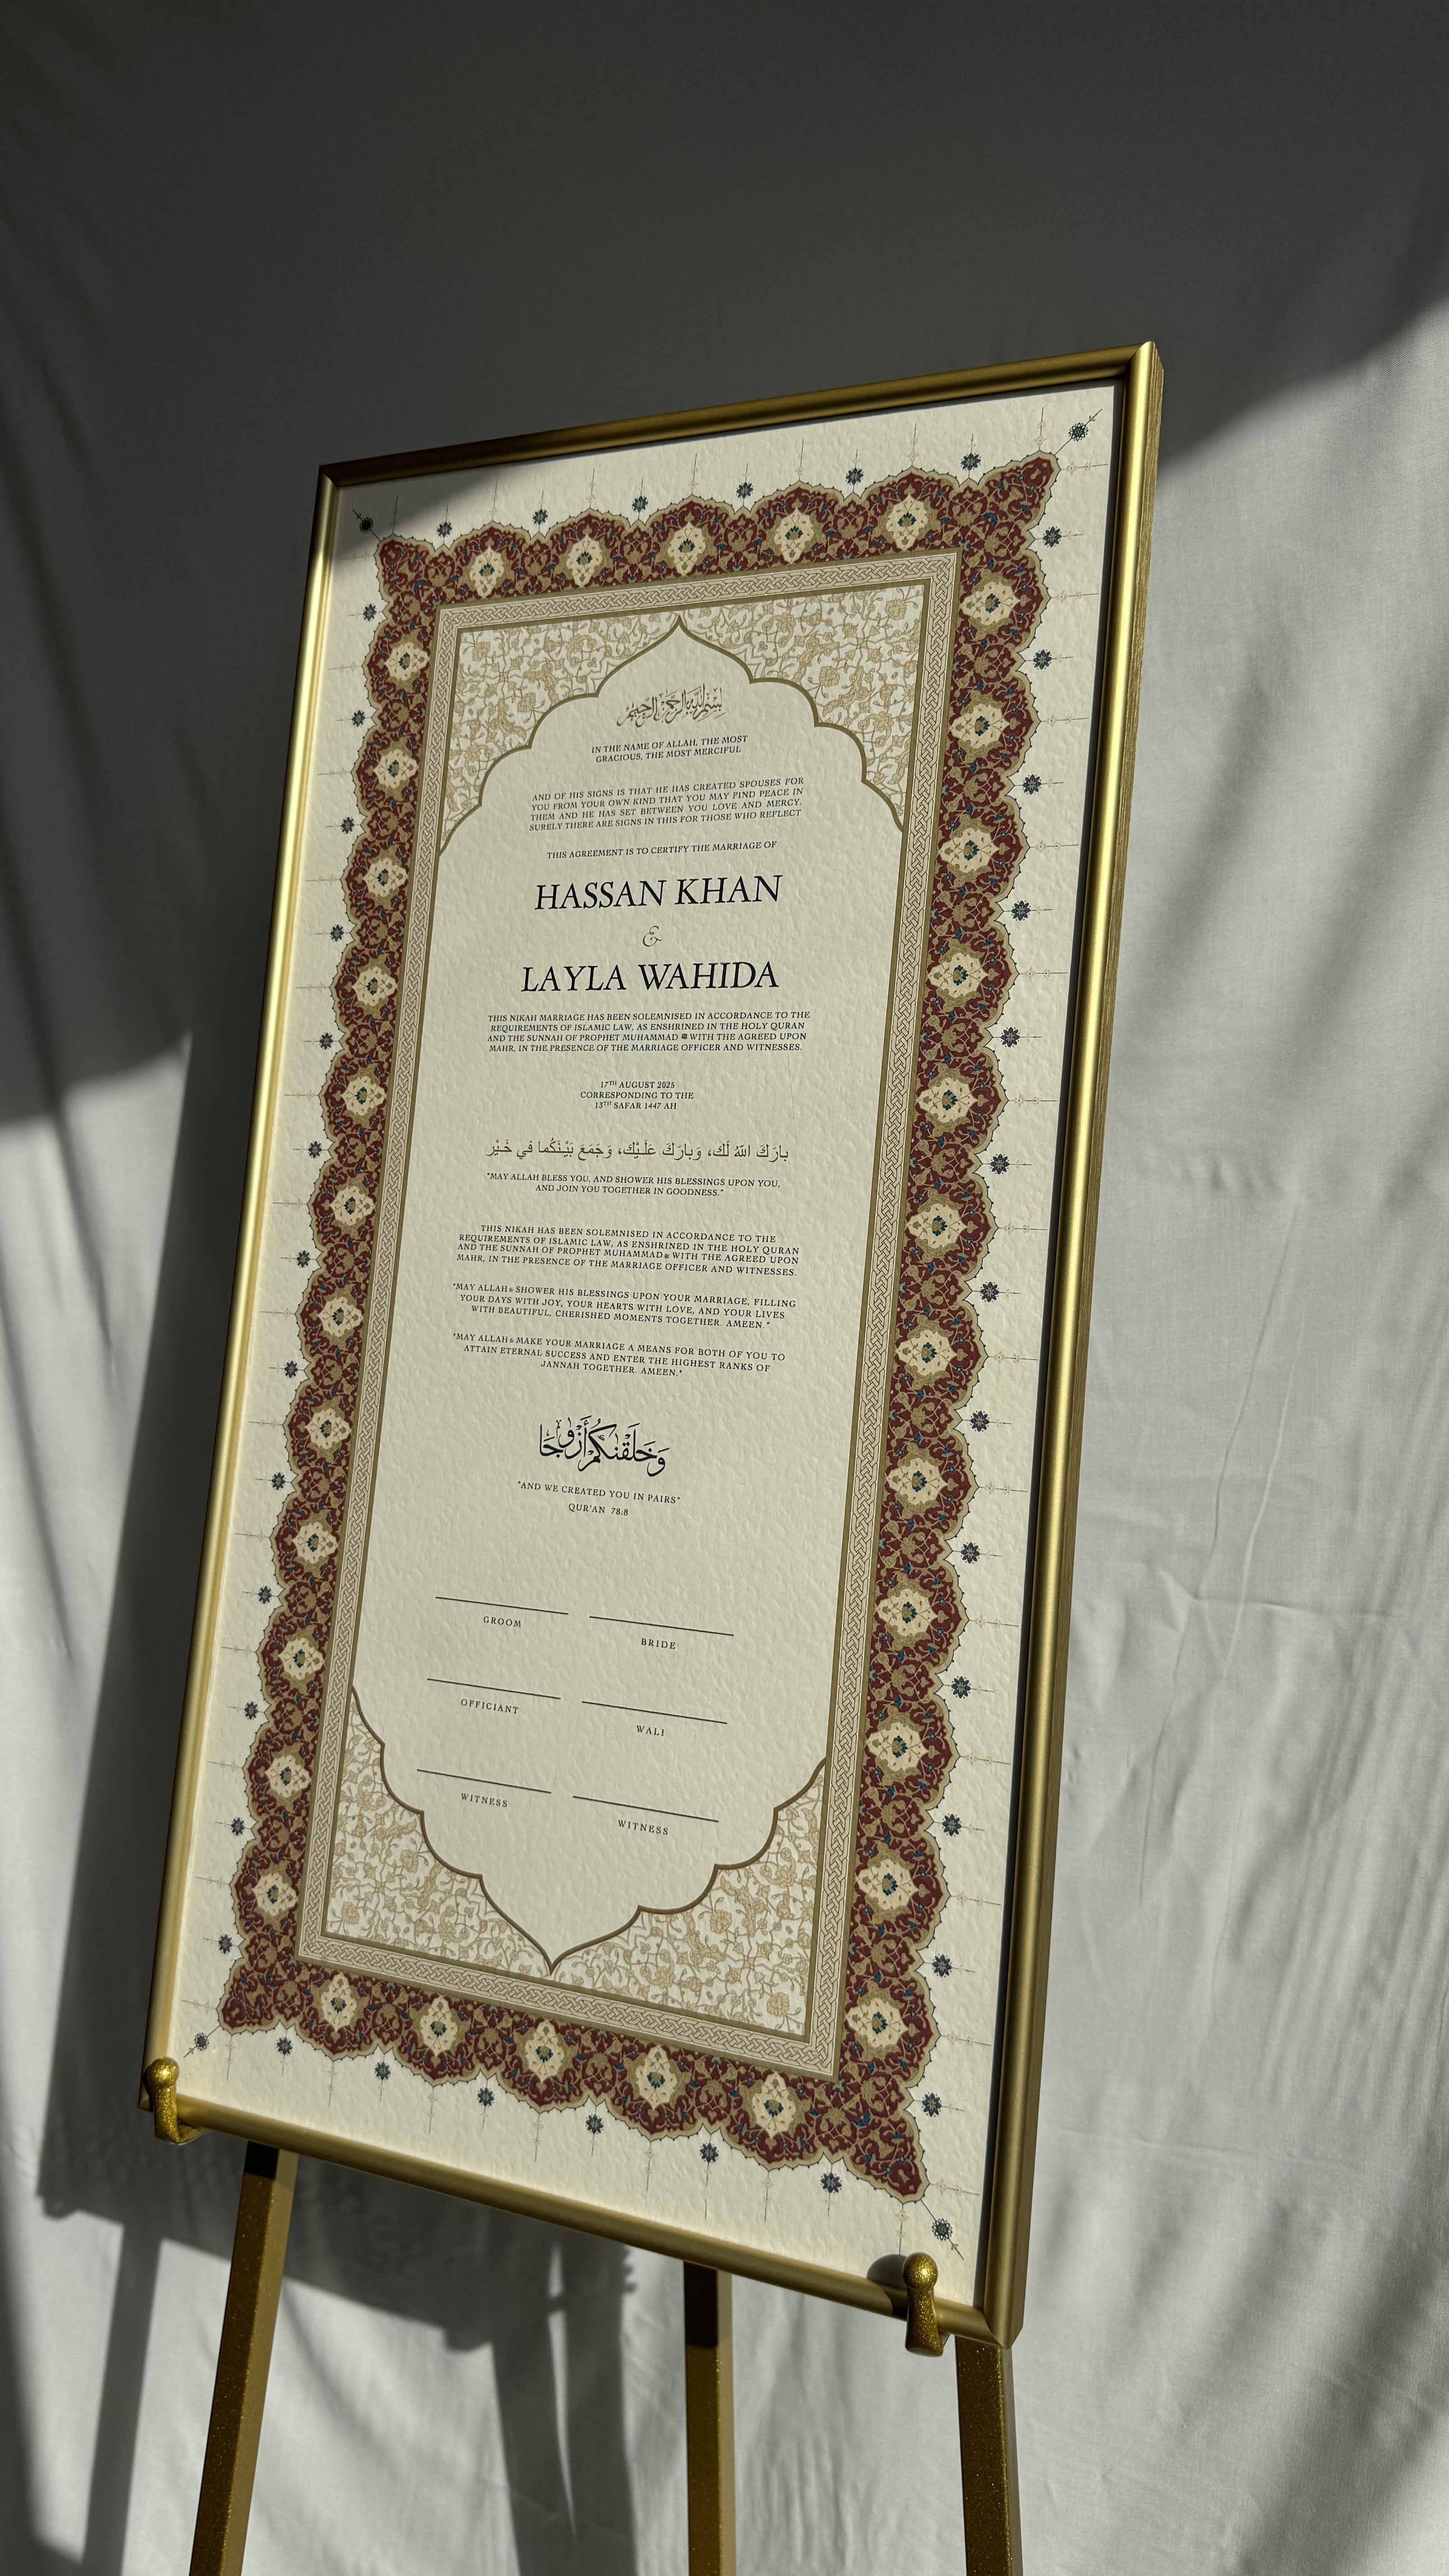 بسم الله الرحمن الرحيم
IN THE NAME OF ALLAH, THE MOST
GRACIOUS, THE MOST MERCIFUL
AND OF HIS SIGNS IS THAT HE HAS CREATED SPOUSES FOR
YOU FROM YOUR OWN KIND THAT YOU MAY FIND PEACE IN
THEM AND HE HAS SET BETWEEN YOU LOVE AND MERCY.
SURELY THERE ARE SIGNS IN THIS FOR THOSE WHO REFLECT
THIS AGREEMENT IS TO CERTIFY THE MARRIAGE OF
HASSAN KHAN
&
LAYLA WAHIDA
THIS NIKAH MARRIAGE HAS BEEN SOLEMNISED IN ACCORDANCE TO THE
REQUIREMENTS OF ISLAMIC LAW, AS ENSHRINED IN THE HOLY QURAN
AND THE SUNNAH OF PROPHET MUHAMMAD ﷺ WITH THE AGREED UPON
MAHR, IN THE PRESENCE OF THE MARRIAGE OFFICER AND WITNESSES.
17TH AUGUST 2025
CORRESPONDING TO THE
13TH SAFAR 1447 AH
بارَكَ اللهُ لَك، وَبارَكَ عَلَـيْك، وَجَمَعَ بَيْـنَكُما في خَـيْر
"MAY ALLAH BLESS YOU, AND SHOWER HIS BLESSINGS UPON YOU,
AND JOIN YOU TOGETHER IN GOODNESS."
THIS NIKAH HAS BEEN SOLEMNISED IN ACCORDANCE TO THE
REQUIREMENTS OF ISLAMIC LAW, AS ENSHRINED IN THE HOLY QURAN
AND THE SUNNAH OF PROPHET MUHAMMAD ﷺ WITH THE AGREED UPON
MAHR, IN THE PRESENCE OF THE MARRIAGE OFFICER AND WITNESSES.
"MAY ALLAH SHOWER HIS BLESSINGS UPON YOUR MARRIAGE, FILLING
YOUR DAYS WITH JOY, YOUR HEARTS WITH LOVE, AND YOUR LIVES
WITH BEAUTIFUL, CHERISHED MOMENTS TOGETHER. AMEEN."
"MAY ALLAH MAKE YOUR MARRIAGE A MEANS FOR BOTH OF YOU TO
ATTAIN ETERNAL SUCCESS AND ENTER THE HIGHEST RANKS OF
JANNAH TOGETHER. AMEEN."
وَخَلَقْنَٰكُمْ أَزْوَٰجًا
"AND WE CREATED YOU IN PAIRS"
QUR'AN 78:8
GROOM
BRIDE
OFFICIANT
WALI
WITNESS
WITNESS